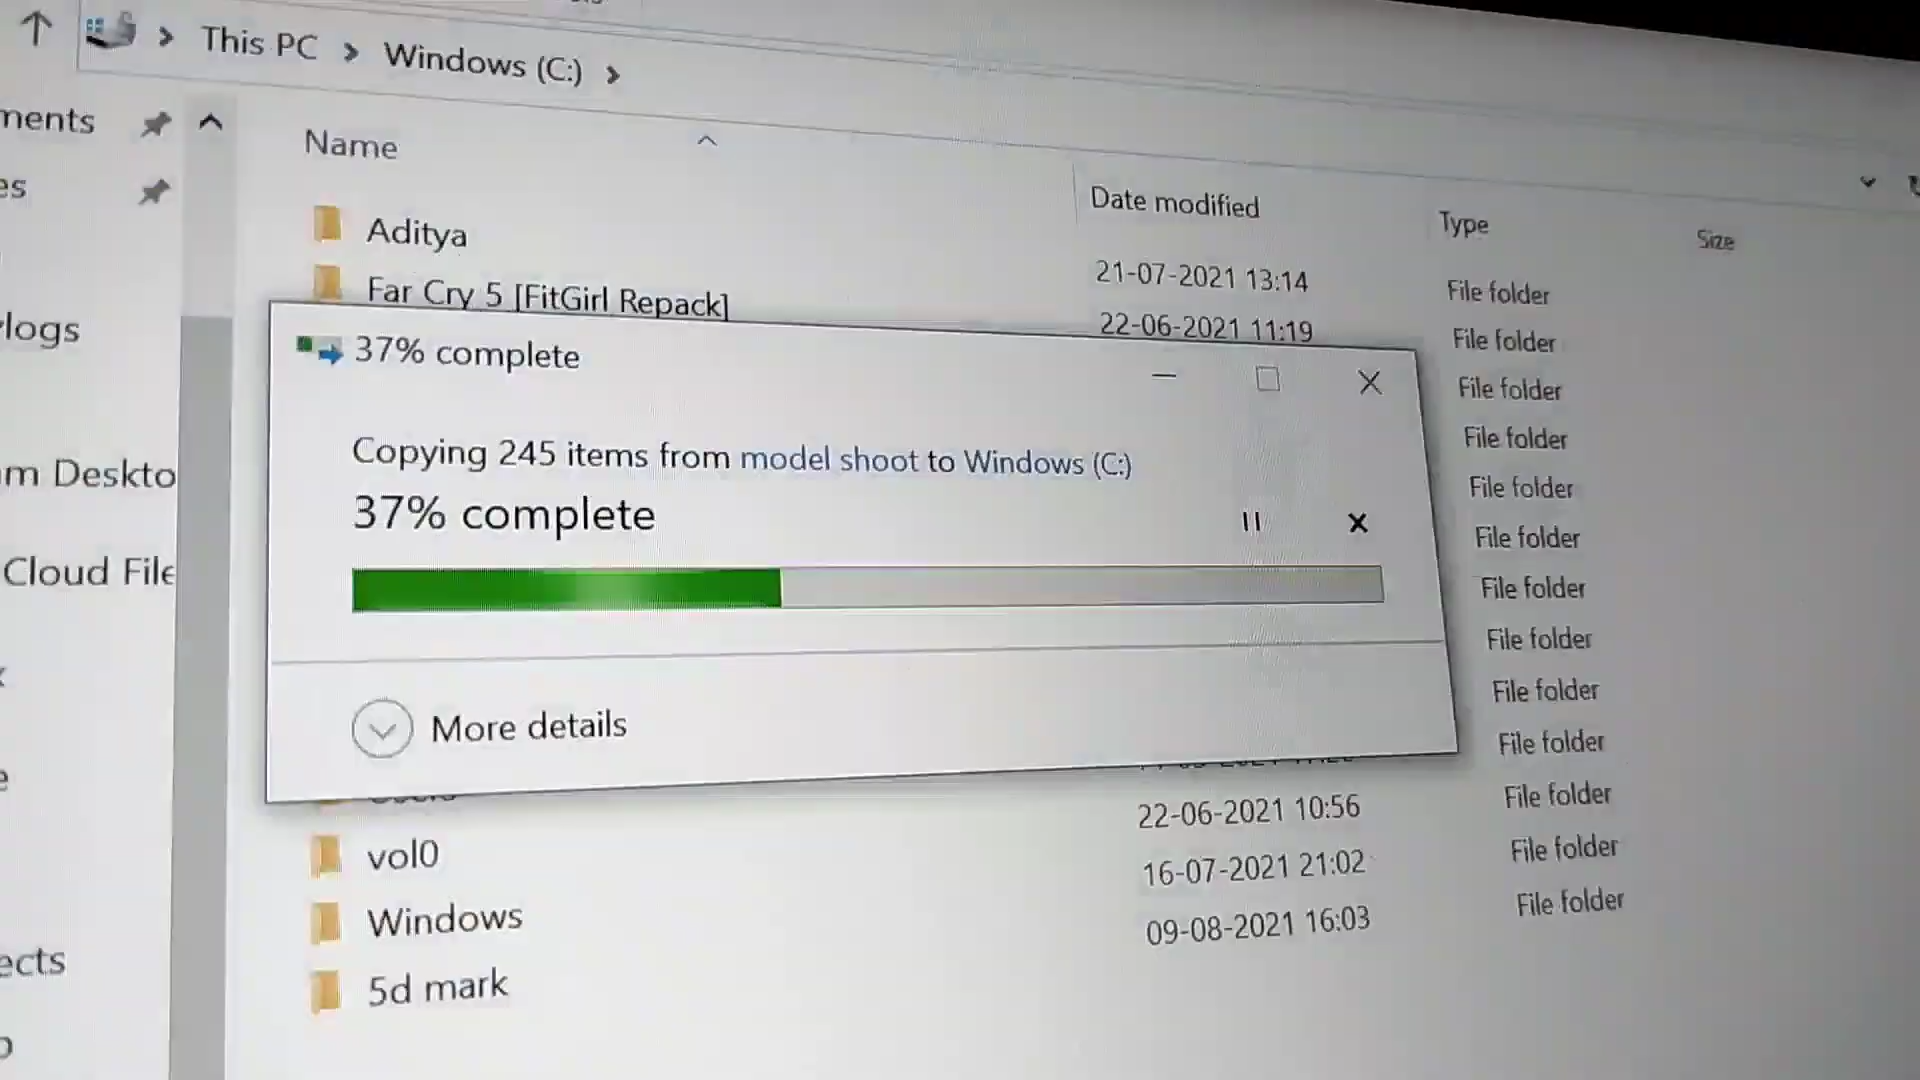 This PC > Windows (C:) >
Name
Date modified
Type
Size
Aditya
21-07-2021 13:14
File folder
Far Cry 5 [FitGirl Repack]
22-06-2021 11:19
File folder
File folder
File folder
File folder
File folder
File folder
File folder
File folder
File folder
37% complete
Copying 245 items from model shoot to Windows (C:)
37% complete
More details
22-06-2021 10:56
File folder
vol0
16-07-2021 21:02
File folder
Windows
09-08-2021 16:03
File folder
5d mark
ments
es
logs
m Deskto
Cloud File
ects